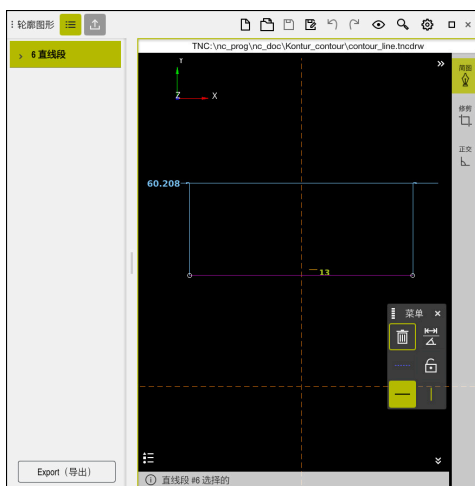 轮廓图形
TNC:\nc_prog\nc_doc\Kontur_contour\contour_line.tncdrw
6 直线段
Y
Z
X
简图
修剪
正交
60.208
13
菜单
Export（导出）
直线段 #6 选择的